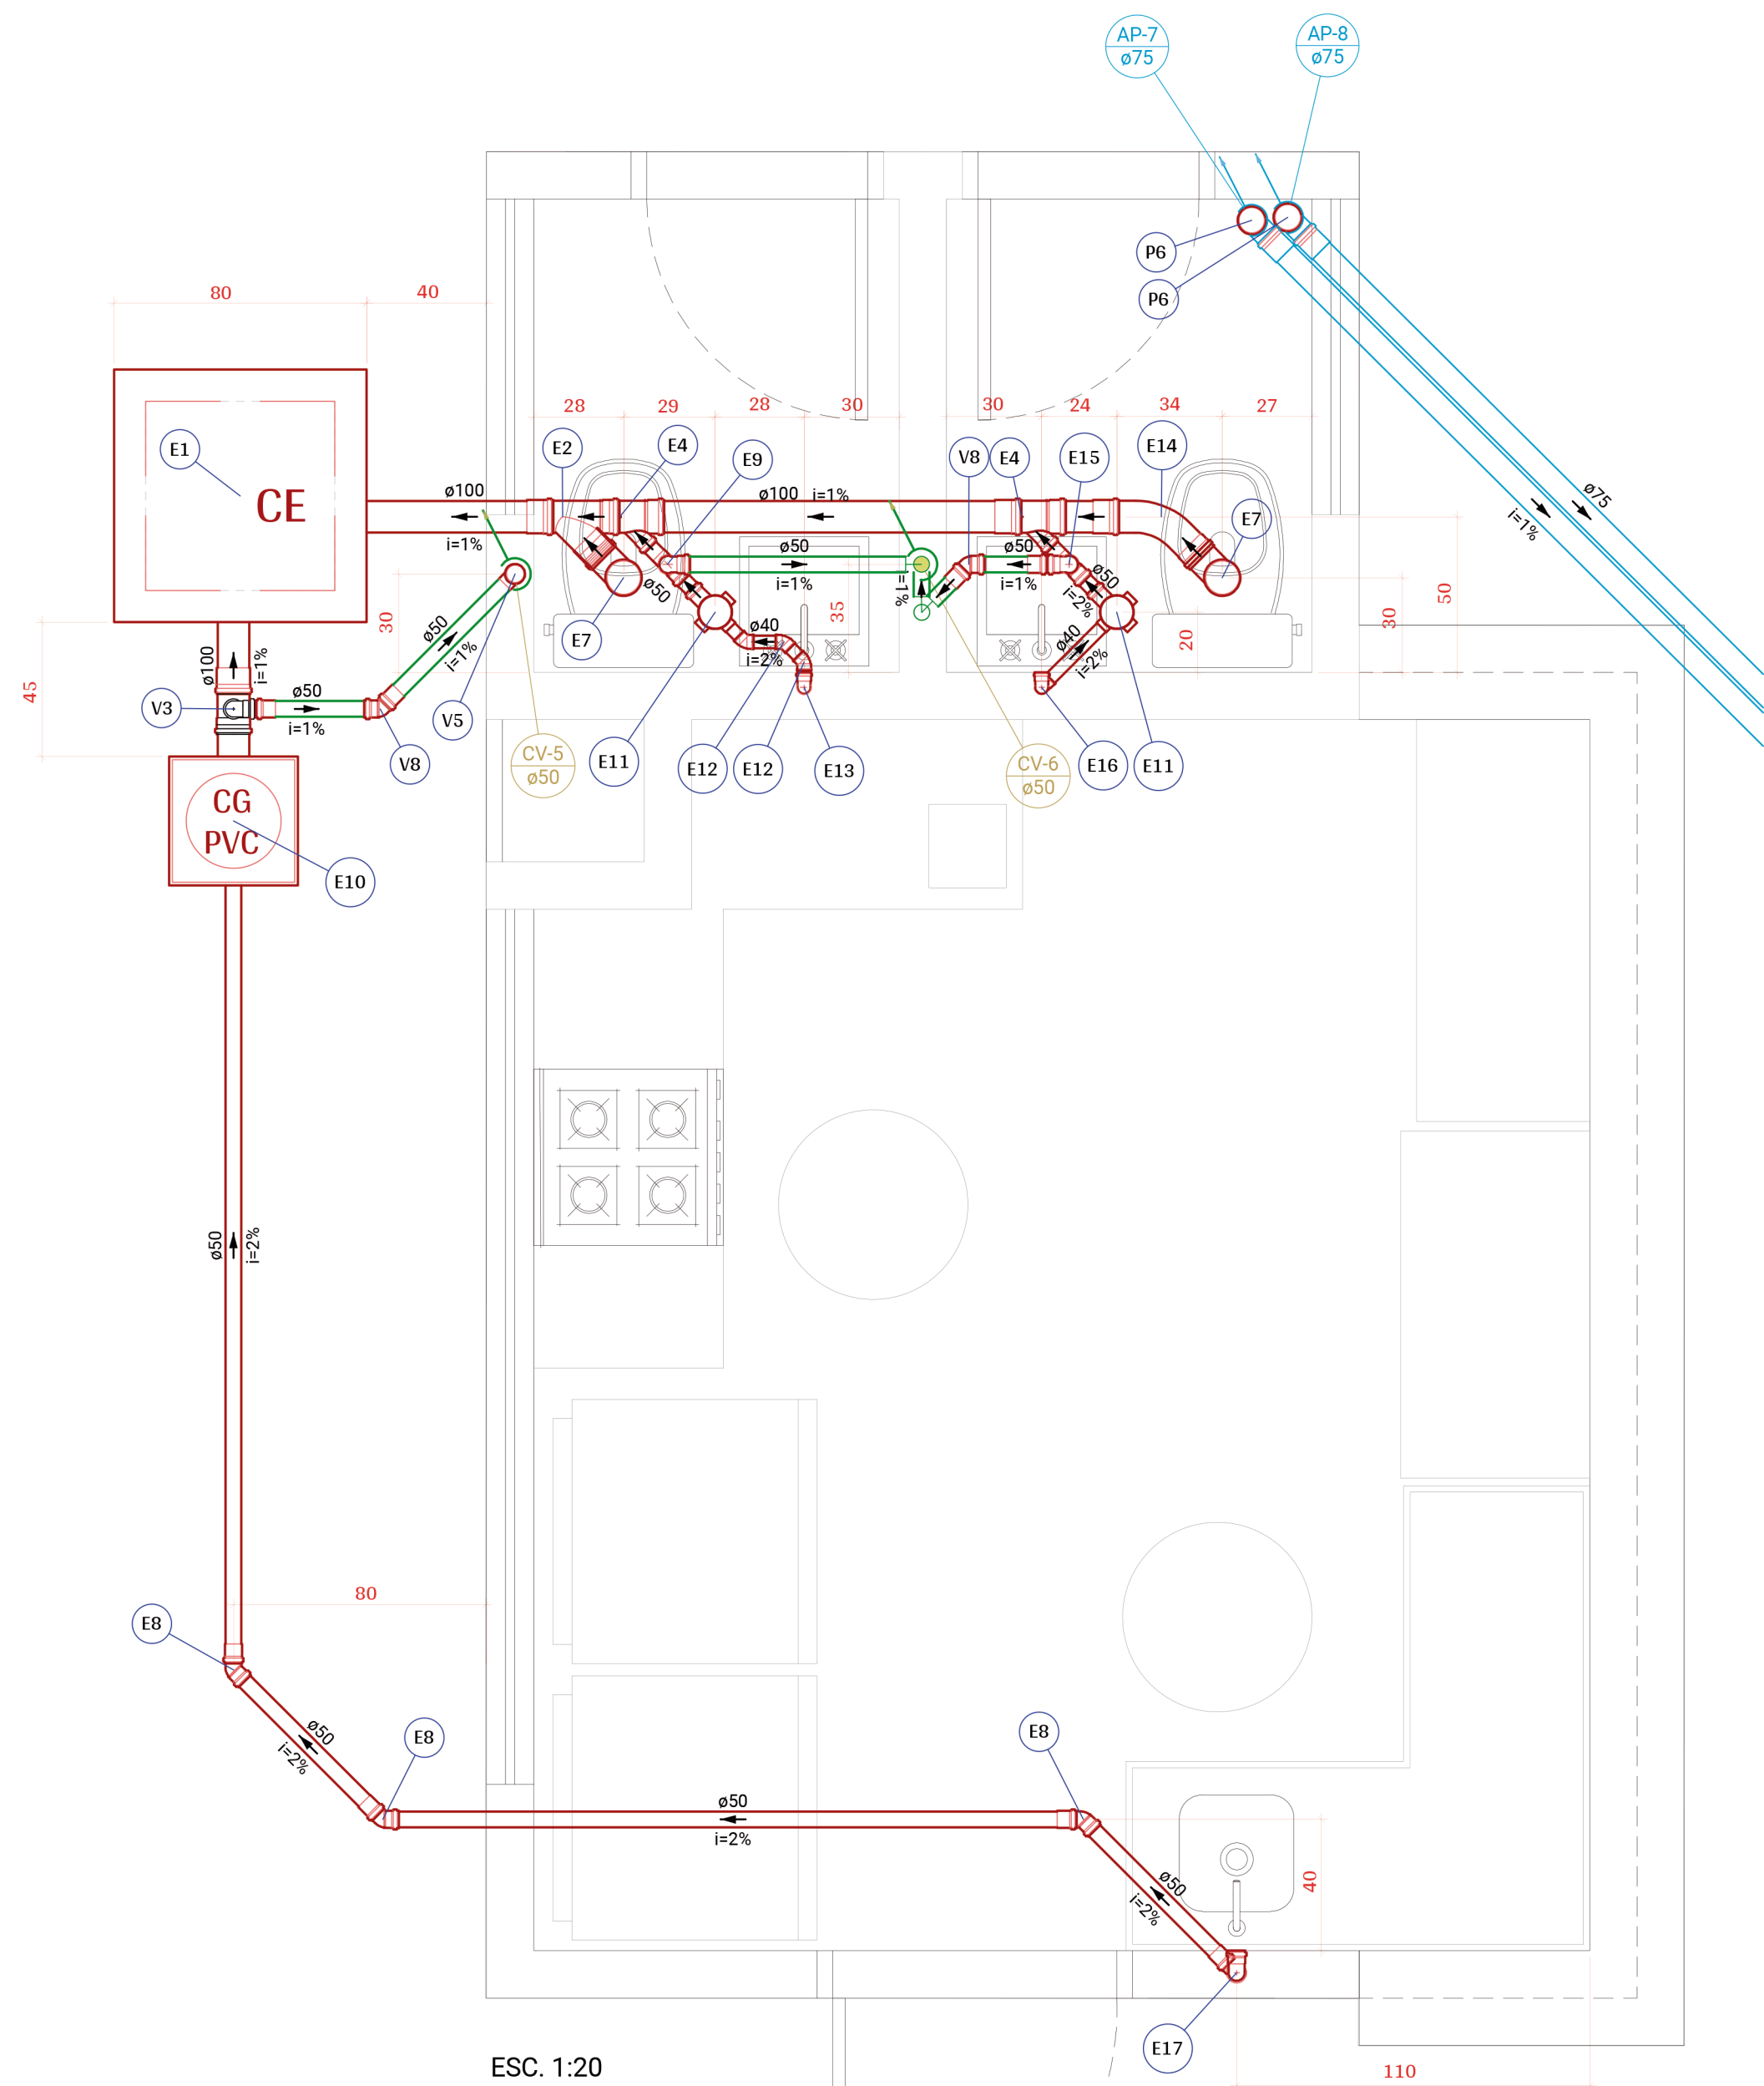 AP-7
ø75
AP-8
ø75
P6
P6
80
40
28
29
28
30
30
24
34
27
E1
CE
E2
E4
E9
V8
E4
E15
E14
E7
ø100
i=1%
ø100
i=1%
ø75
i=1%
ø50
i=1%
ø50
i=1%
i=1%
ø50
ø50
i=2%
E7
ø40
i=2%
ø40
i=2%
35
20
30
50
30
ø50
i=1%
45
ø100
i=1%
V3
ø50
i=1%
V5
V8
CV-5
ø50
E11
E12
E12
E13
CV-6
ø50
E16
E11
CG
PVC
E10
ø50
i=2%
80
E8
E8
ø50
i=2%
E8
ø50
i=2%
ø50
i=2%
40
E17
110
ESC. 1:20